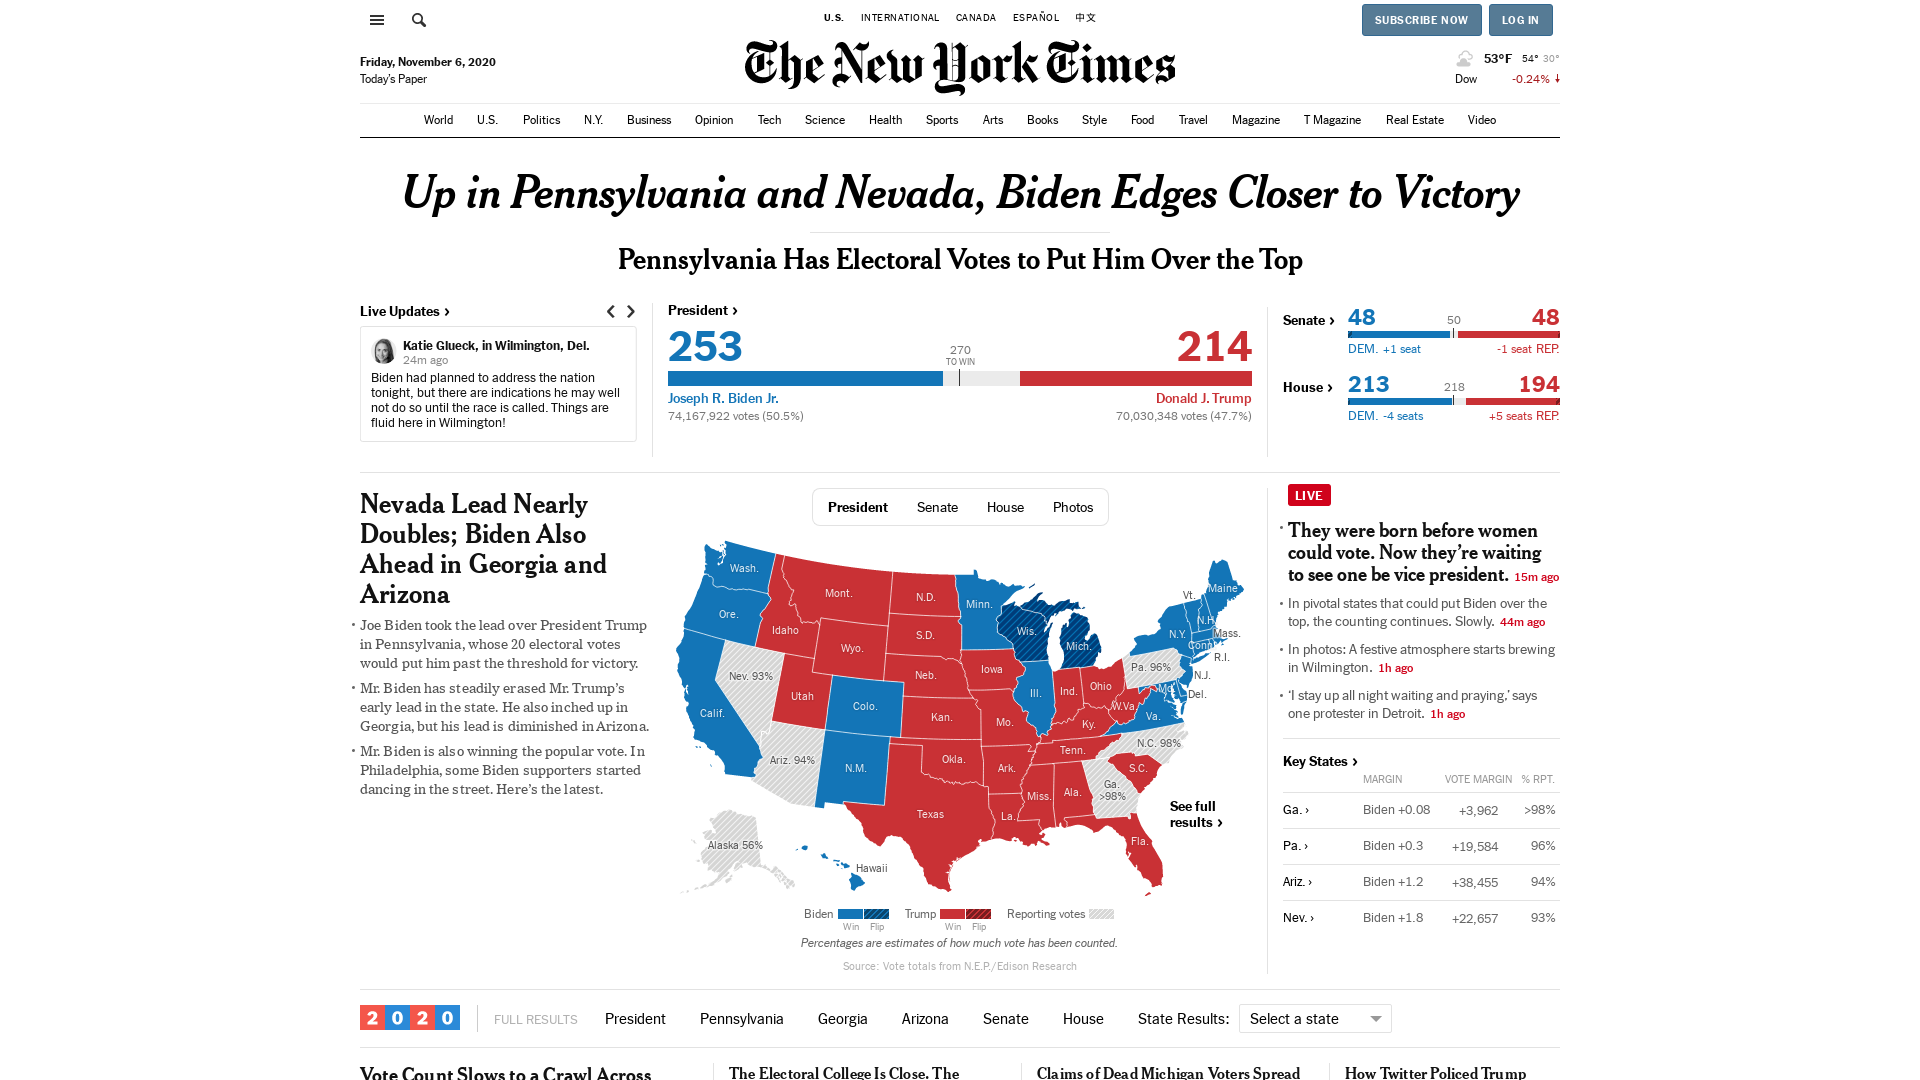 U.S. INTERNATIONAL CANADA ESPAÑOL 中文
SUBSCRIBE NOW
LOG IN
Friday, November 6, 2020
Today’s Paper
The New York Times
53°F 54° 30°
Dow -0.24% ↓
World U.S. Politics N.Y. Business Opinion Tech Science Health Sports Arts Books Style Food Travel Magazine T Magazine Real Estate Video
Up in Pennsylvania and Nevada, Biden Edges Closer to Victory
Pennsylvania Has Electoral Votes to Put Him Over the Top
Live Updates ›
Katie Glueck, in Wilmington, Del.
24m ago
Biden had planned to address the nation
tonight, but there are indications he may well
not do so until the race is called. Things are
fluid here in Wilmington!
President ›
253
270
TO WIN
214
Joseph R. Biden Jr.
Donald J. Trump
74,167,922 votes (50.5%)
70,030,348 votes (47.7%)
Senate ›
48
50
48
DEM. +1 seat
-1 seat REP.
House ›
213
218
194
DEM. -4 seats
+5 seats REP.
Nevada Lead Nearly
Doubles; Biden Also
Ahead in Georgia and
Arizona
• Joe Biden took the lead over President Trump
in Pennsylvania, whose 20 electoral votes
would put him past the threshold for victory.
• Mr. Biden has steadily erased Mr. Trump’s
early lead in the state. He also inched up in
Georgia, but his lead is diminished in Arizona.
• Mr. Biden is also winning the popular vote. In
Philadelphia, some Biden supporters started
dancing in the street. Here’s the latest.
President Senate House Photos
Wash.
Ore.
Calif.
Idaho
Nev. 93%
Mont.
Wyo.
Utah
Ariz. 94%
Colo.
N.M.
N.D.
S.D.
Neb.
Kan.
Okla.
Texas
Minn.
Iowa
Mo.
Ark.
La.
Wis.
Ill.
Mich.
Ind.
Ohio
Ky.
Tenn.
Miss.
Ala.
Ga.
>98%
Fla.
S.C.
N.C. 98%
Va.
W.Va.
Pa. 96%
Md.
Del.
N.J.
N.Y.
Conn.
R.I.
Mass.
N.H.
Vt.
Maine
Alaska 56%
Hawaii
See full
results ›
Biden
Trump
Reporting votes
Win Flip
Win Flip
Percentages are estimates of how much vote has been counted.
Source: Vote totals from N.E.P./Edison Research
LIVE
• They were born before women
could vote. Now they’re waiting
to see one be vice president. 15m ago
• In pivotal states that could put Biden over the
top, the counting continues. Slowly. 44m ago
• In photos: A festive atmosphere starts brewing
in Wilmington. 1h ago
• ‘I stay up all night waiting and praying,’ says
one protester in Detroit. 1h ago
Key States ›
MARGIN VOTE MARGIN % RPT.
Ga. › Biden +0.08 +3,962 >98%
Pa. › Biden +0.3 +19,584 96%
Ariz. › Biden +1.2 +38,455 94%
Nev. › Biden +1.8 +22,657 93%
2020
FULL RESULTS President Pennsylvania Georgia Arizona Senate House State Results: Select a state
Vote Count Slows to a Crawl Across
The Electoral College Is Close. The
Claims of Dead Michigan Voters Spread
How Twitter Policed Trump